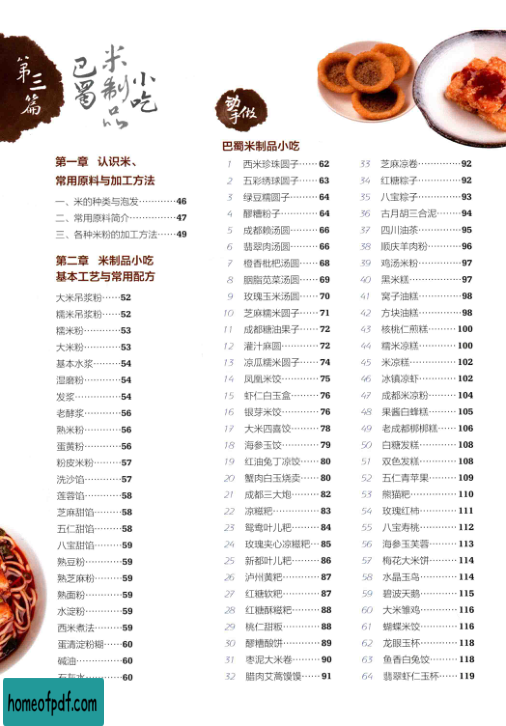 第三篇
巴蜀
米制品
小吃
动手做
第一章 认识米、
常用原料与加工方法
一、米的种类与泡发…………46
二、常用原料简介…………47
三、各种米粉的加工方法……49
第二章 米制品小吃
基本工艺与常用配方
大米吊浆粉……52
糯米吊浆粉……52
糯米粉…………53
大米粉…………53
基本水浆………54
湿磨粉…………54
发浆……………54
老酵浆…………56
熟米粉…………56
蛋黄粉…………56
粉皮米粉………57
洗沙馅…………57
莲蓉馅…………58
芝麻甜馅………58
五仁甜馅………58
八宝甜馅………59
熟豆粉…………59
熟芝麻粉………59
熟面粉…………59
水淀粉…………59
西米煮法………59
蛋清淀粉糊……60
碱油……………60
石灰水…………60
巴蜀米制品小吃
1 西米珍珠圆子……62
2 五彩绣球圆子……63
3 绿豆糯圆子………64
4 醪糟粉子…………64
5 成都赖汤圆………66
6 翡翠肉汤圆………66
7 橙香枇杷汤圆……68
8 胭脂苋菜汤圆……69
9 玫瑰玉米汤圆……70
10 芝麻糯米圆子……71
11 成都糖油果子……72
12 灌汁麻圆…………72
13 凉瓜糯米圆子……74
14 凤凰米饺…………75
15 虾仁白玉盒………76
16 银芽米饺…………76
17 大米四喜饺………78
18 海参玉饺…………79
19 红油兔丁凉饺……80
20 蟹肉白玉烧卖……80
21 成都三大炮………82
22 凉糍粑……………83
23 鸳鸯叶儿粑………84
24 玫瑰夹心凉糍粑…85
25 新都叶儿粑………86
26 泸州黄粑…………87
27 红糖软粑…………87
28 红糖酥糍粑………88
29 桃仁甜粄…………88
30 醪糟酿饼…………89
31 枣泥大米卷………90
32 腊肉艾蒿馍馍……91
33 芝麻凉卷…………92
34 红糖粽子…………92
35 八宝粽子…………93
36 古月胡三合泥……94
37 四川油茶…………95
38 顺庆羊肉粉………96
39 鸡汤米粉…………97
40 黑米糕……………97
41 窝子油糕…………98
42 方块油糕…………98
43 核桃仁煎糕………100
44 糯米凉糕…………100
45 米凉糕……………102
46 冰镇凉虾…………102
47 成都米凉粉………104
48 果酱白蜂糕………105
49 老成都梆梆糕……106
50 白糖发糕…………108
51 双色发糕…………108
52 五仁青苹果………109
53 熊猫粑……………110
54 玫瑰红柿…………111
55 八宝寿桃…………112
56 海参玉芙蓉………113
57 梅花大米饼………114
58 水晶玉鸟…………114
59 碧波天鹅…………115
60 大米雏鸡…………116
61 蝴蝶米饺…………116
62 龙眼玉杯…………118
63 鱼香白兔饺………118
64 翡翠虾仁玉杯……119
homeofpdf.com